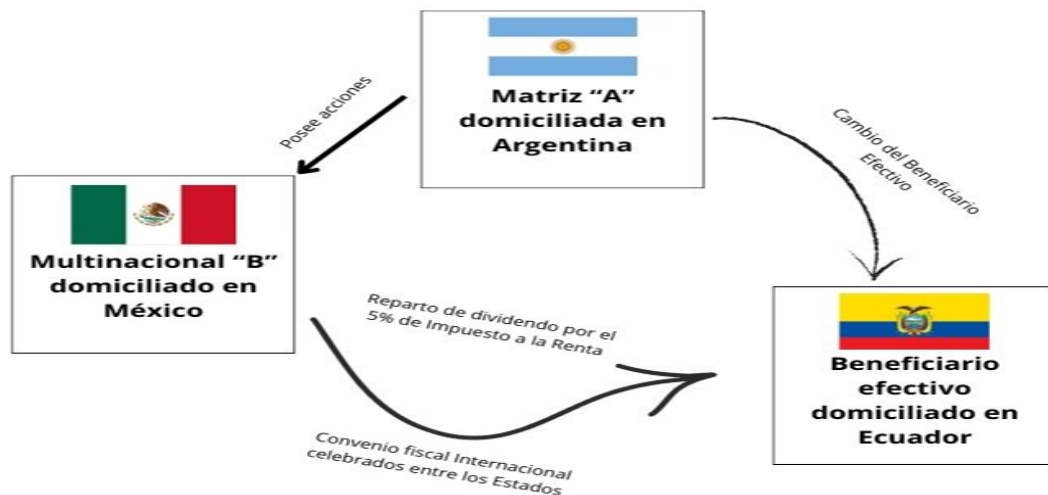 Matriz “A”
domiciliada en
Argentina
Posee acciones
Cambio del Beneficiario
Efectivo
Multinacional “B”
domiciliado en
México
Reparto de dividendo por el
5% de Impuesto a la Renta
Convenio fiscal Internacional
celebrados entre los Estados
Beneficiario
efectivo
domiciliado en
Ecuador